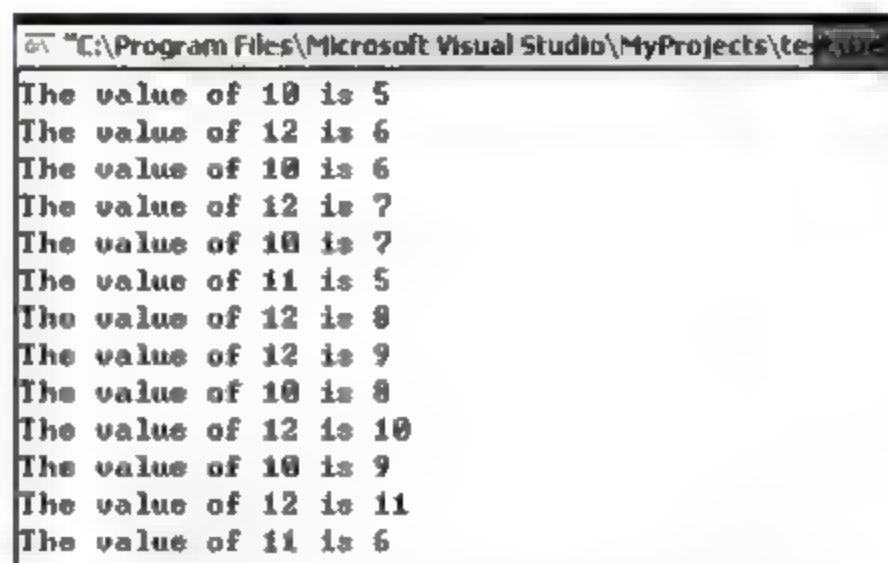 "C:\Program Files\Microsoft Visual Studio\MyProjects\test\De
The value of 10 is 5
The value of 12 is 6
The value of 10 is 6
The value of 12 is 7
The value of 10 is 7
The value of 11 is 5
The value of 12 is 8
The value of 12 is 9
The value of 10 is 8
The value of 12 is 10
The value of 10 is 9
The value of 12 is 11
The value of 11 is 6